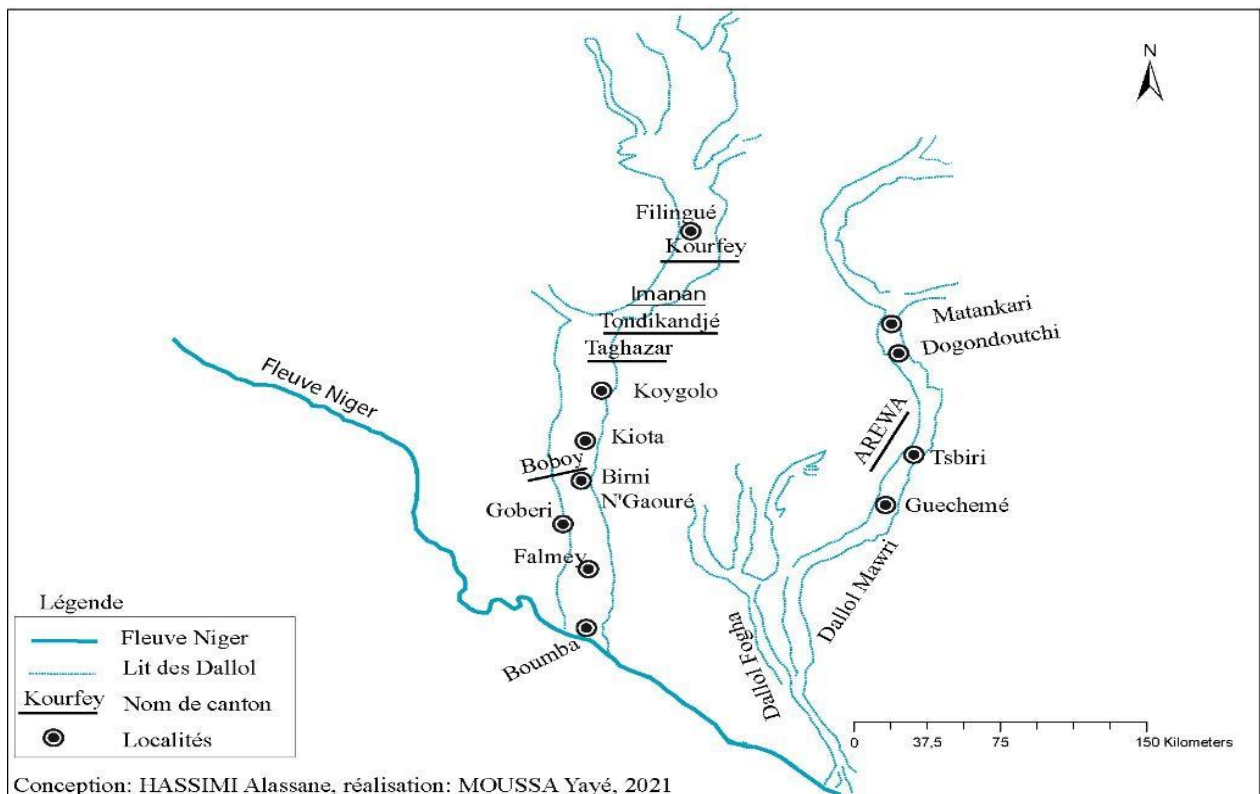 N
Filingué
Kourfey
Imanan
Tondikandjé
Taghazar
Matankari
Dogondoutchi
Fleuve Niger
Koygolo
AREWA
Kiota
Boboy
Tsbiri
Birni
N'Gaouré
Goberi
Guechemé
Falmey
Dallol Mawri
Boumba
Dallol Fogha
Légende
Fleuve Niger
Lit des Dallol
Kourfey Nom de canton
Localités
0 37,5 75 150 Kilometers
Conception: HASSIMI Alassane, réalisation: MOUSSA Yayé, 2021